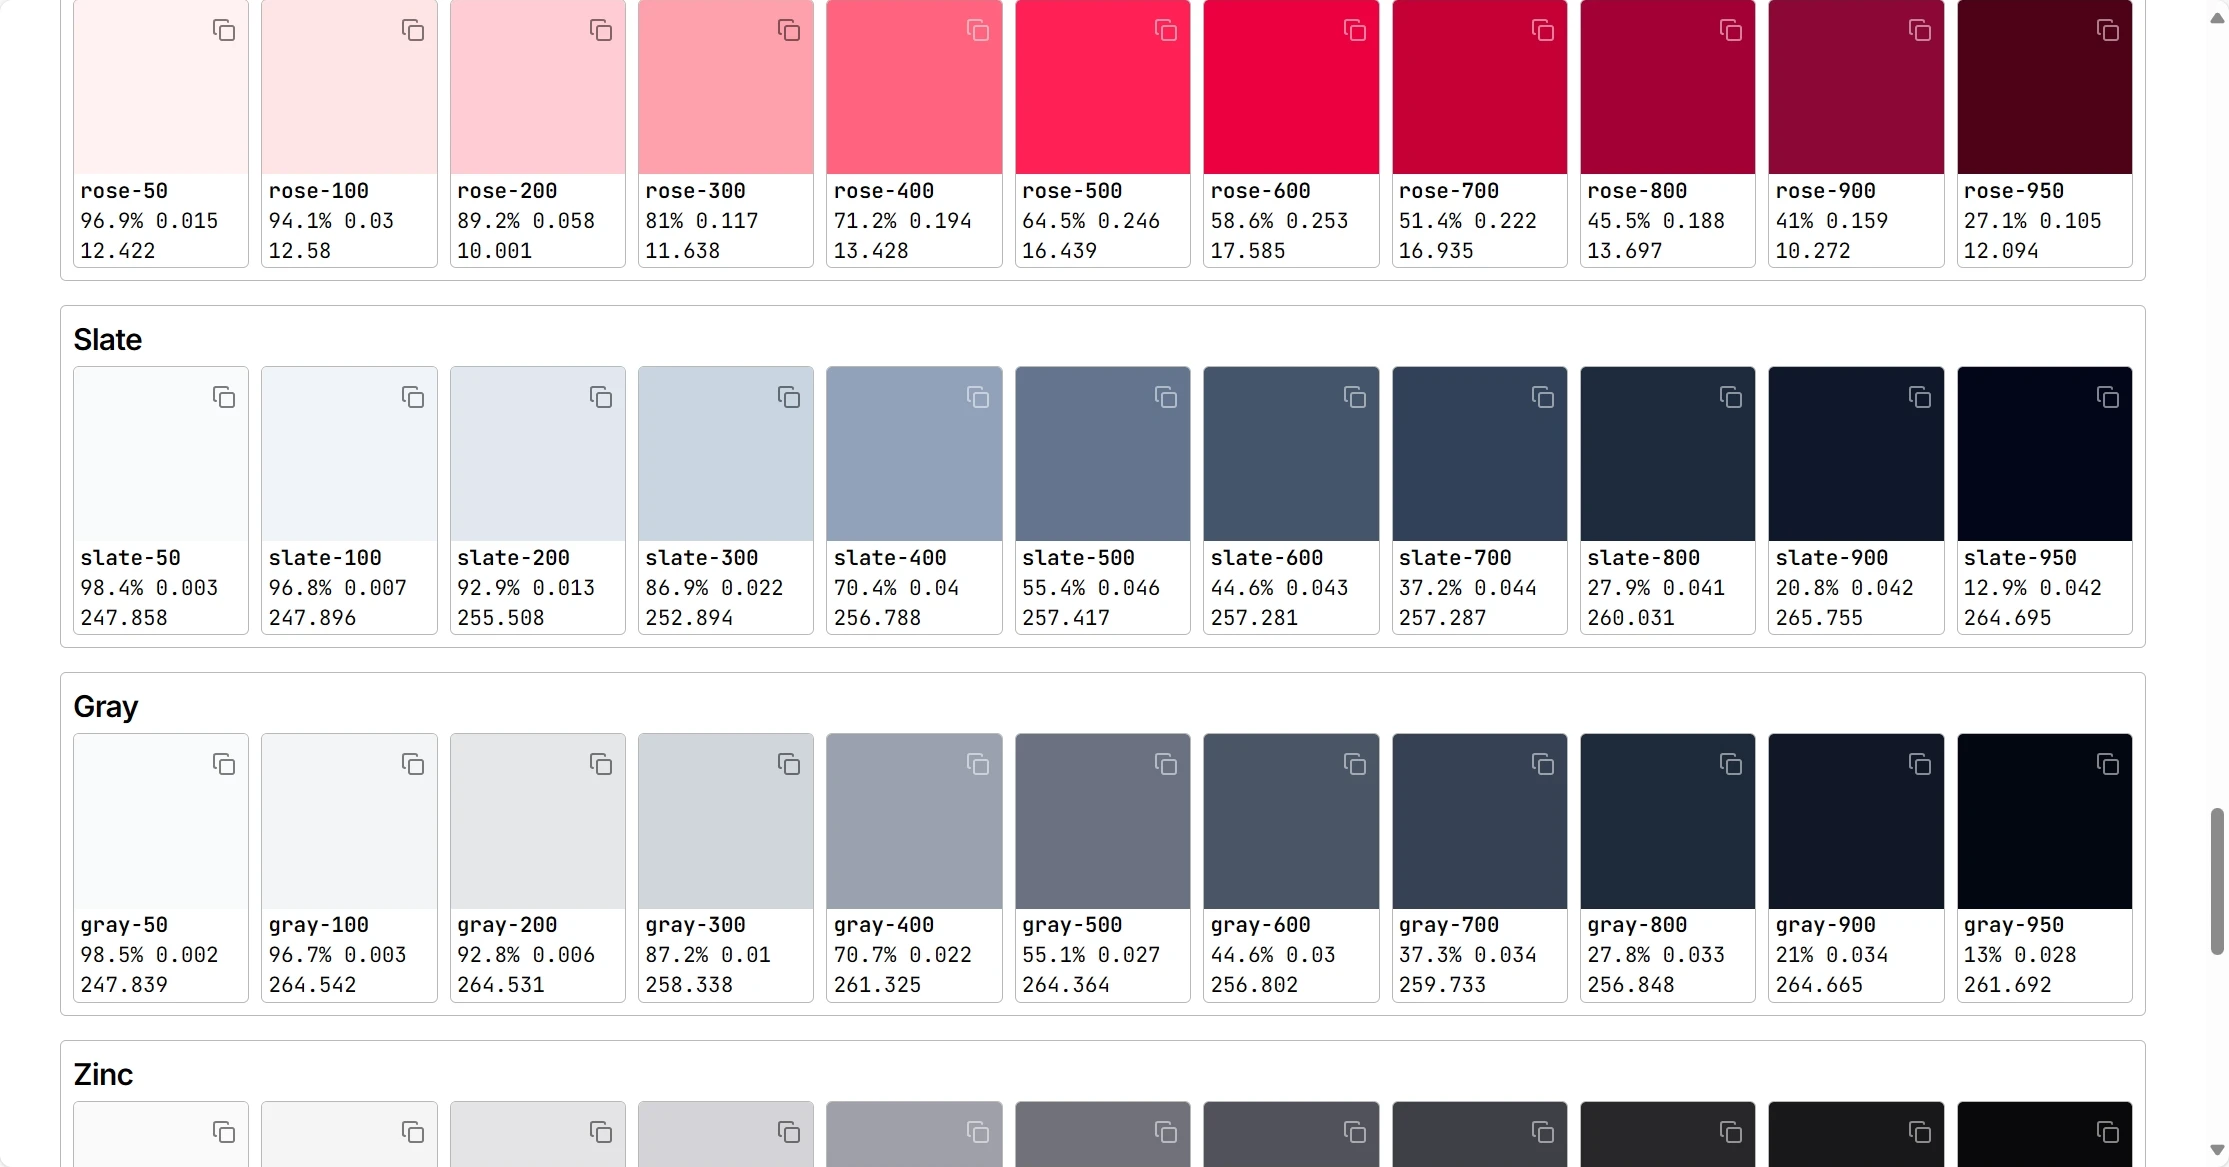 rose-50
96.9% 0.015
12.422
rose-100
94.1% 0.03
12.58
rose-200
89.2% 0.058
10.001
rose-300
81% 0.117
11.638
rose-400
71.2% 0.194
13.428
rose-500
64.5% 0.246
16.439
rose-600
58.6% 0.253
17.585
rose-700
51.4% 0.222
16.935
rose-800
45.5% 0.188
13.697
rose-900
41% 0.159
10.272
rose-950
27.1% 0.105
12.094
Slate
slate-50
98.4% 0.003
247.858
slate-100
96.8% 0.007
247.896
slate-200
92.9% 0.013
255.508
slate-300
86.9% 0.022
252.894
slate-400
70.4% 0.04
256.788
slate-500
55.4% 0.046
257.417
slate-600
44.6% 0.043
257.281
slate-700
37.2% 0.044
257.287
slate-800
27.9% 0.041
260.031
slate-900
20.8% 0.042
265.755
slate-950
12.9% 0.042
264.695
Gray
gray-50
98.5% 0.002
247.839
gray-100
96.7% 0.003
264.542
gray-200
92.8% 0.006
264.531
gray-300
87.2% 0.01
258.338
gray-400
70.7% 0.022
261.325
gray-500
55.1% 0.027
264.364
gray-600
44.6% 0.03
256.802
gray-700
37.3% 0.034
259.733
gray-800
27.8% 0.033
256.848
gray-900
21% 0.034
264.665
gray-950
13% 0.028
261.692
Zinc